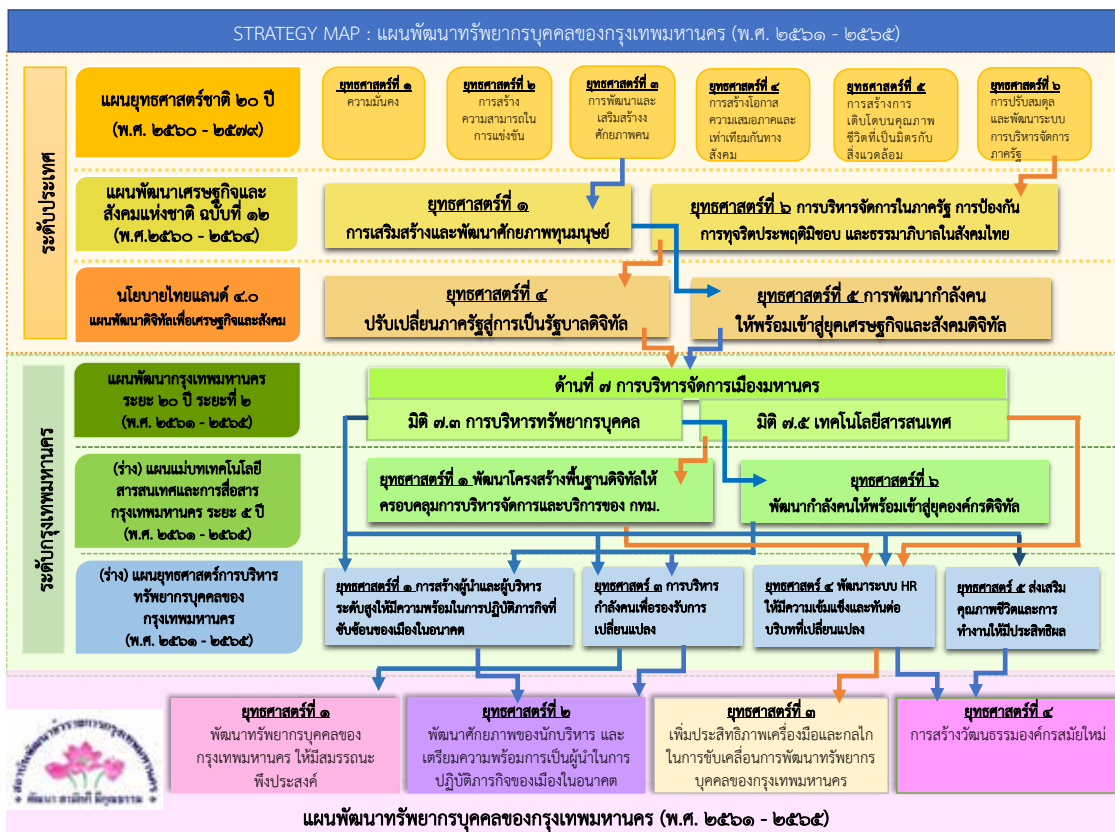 STRATEGY MAP : แผนพัฒนาทรัพยากรบุคคลของกรุงเทพมหานคร (พ.ศ. ๒๕๖๑ - ๒๕๖๕)
ระดับประเทศ
แผนยุทธศาสตร์ชาติ ๒๐ ปี
(พ.ศ. ๒๕๖๐ - ๒๕๗๙)
ยุทธศาสตร์ที่ ๑
ความมั่นคง
ยุทธศาสตร์ที่ ๒
การสร้าง
ความสามารถใน
การแข่งขัน
ยุทธศาสตร์ที่ ๓
การพัฒนาและ
เสริมสร้างง
ศักยภาพคน
ยุทธศาสตร์ที่ ๔
การสร้างโอกาส
ความเสมอภาคและ
เท่าเทียมกันทาง
สังคม
ยุทธศาสตร์ที่ ๕
การสร้างการ
เติบโตบนคุณภาพ
ชีวิตที่เป็นมิตรกับ
สิ่งแวดล้อม
ยุทธศาสตร์ที่ ๖
การปรับสมดุล
และพัฒนาระบบ
การบริหารจัดการ
ภาครัฐ
แผนพัฒนาเศรษฐกิจและ
สังคมแห่งชาติ ฉบับที่ ๑๒
(พ.ศ.๒๕๖๐ - ๒๕๖๔)
ยุทธศาสตร์ที่ ๑
การเสริมสร้างและพัฒนาศักยภาพทุนมนุษย์
ยุทธศาสตร์ที่ ๖ การบริหารจัดการในภาครัฐ การป้องกัน
การทุจริตประพฤติมิชอบ และธรรมาภิบาลในสังคมไทย
นโยบายไทยแลนด์ ๔.๐
แผนพัฒนาดิจิทัลเพื่อเศรษฐกิจและสังคม
ยุทธศาสตร์ที่ ๔
ปรับเปลี่ยนภาครัฐสู่การเป็นรัฐบาลดิจิทัล
ยุทธศาสตร์ที่ ๕ การพัฒนากำลังคน
ให้พร้อมเข้าสู่ยุคเศรษฐกิจและสังคมดิจิทัล
ระดับกรุงเทพมหานคร
แผนพัฒนากรุงเทพมหานคร
ระยะ ๒๐ ปี ระยะที่ ๒
(พ.ศ. ๒๕๖๑ - ๒๕๖๕)
ด้านที่ ๗ การบริหารจัดการเมืองมหานคร
มิติ ๗.๓ การบริหารทรัพยากรบุคคล
มิติ ๗.๕ เทคโนโลยีสารสนเทศ
(ร่าง) แผนแม่บทเทคโนโลยี
สารสนเทศและการสื่อสาร
กรุงเทพมหานคร ระยะ ๕ ปี
(พ.ศ. ๒๕๖๑ - ๒๕๖๕)
ยุทธศาสตร์ที่ ๑ พัฒนาโครงสร้างพื้นฐานดิจิทัลให้
ครอบคลุมการบริหารจัดการและบริการของ กทม.
ยุทธศาสตร์ที่ ๖
พัฒนากำลังคนให้พร้อมเข้าสู่ยุคองค์กรดิจิทัล
(ร่าง) แผนยุทธศาสตร์การบริหาร
ทรัพยากรบุคคลของ
กรุงเทพมหานคร
(พ.ศ. ๒๕๖๑ - ๒๕๖๕)
ยุทธศาสตร์ที่ ๑ การสร้างผู้นำและผู้บริหาร
ระดับสูงให้มีความพร้อมในการปฏิบัติภารกิจที่
ซับซ้อนของเมืองในอนาคต
ยุทธศาสตร์ ๓ การบริหาร
กำลังคนเพื่อรองรับการ
เปลี่ยนแปลง
ยุทธศาสตร์ ๔ พัฒนาระบบ HR
ให้มีความเข้มแข็งและทันต่อ
บริบทที่เปลี่ยนแปลง
ยุทธศาสตร์ ๕ ส่งเสริม
คุณภาพชีวิตและการ
ทำงานให้มีประสิทธิผล
ยุทธศาสตร์ที่ ๑
พัฒนาทรัพยากรบุคคลของ
กรุงเทพมหานคร ให้มีสมรรถนะ
พึงประสงค์
ยุทธศาสตร์ที่ ๒
พัฒนาศักยภาพของนักบริหาร และ
เตรียมความพร้อมการเป็นผู้นำในการ
ปฏิบัติภารกิจของเมืองในอนาคต
ยุทธศาสตร์ที่ ๓
เพิ่มประสิทธิภาพเครื่องมือและกลไก
ในการขับเคลื่อนการพัฒนาทรัพยากร
บุคคลของกรุงเทพมหานคร
ยุทธศาสตร์ที่ ๔
การสร้างวัฒนธรรมองค์กรสมัยใหม่
สถาบันพัฒนาข้าราชการกรุงเทพมหานคร
พัฒนา สามัคคี มีคุณธรรม
แผนพัฒนาทรัพยากรบุคคลของกรุงเทพมหานคร (พ.ศ. ๒๕๖๑ - ๒๕๖๕)